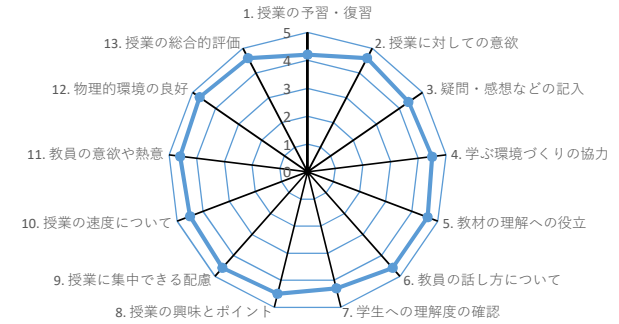 1. 授業の予習・復習
2. 授業に対しての意欲
3. 疑問・感想などの記入
4. 学ぶ環境づくりの協力
5. 教材の理解への役立
6. 教員の話し方について
7. 学生への理解度の確認
8. 授業の興味とポイント
9. 授業に集中できる配慮
10. 授業の速度について
11. 教員の意欲や熱意
12. 物理的環境の良好
13. 授業の総合的評価
5
4
3
2
1
0